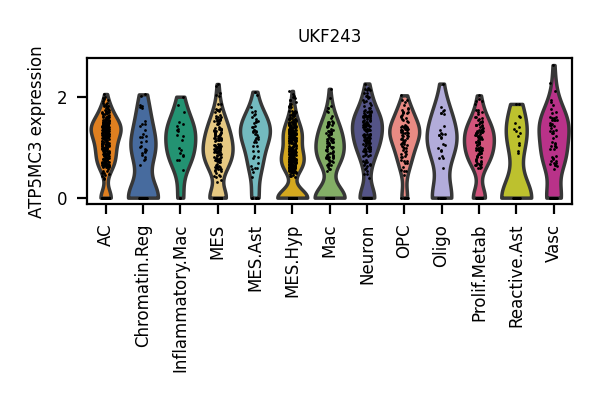 UKF243
ATP5MC3 expression
2
0
AC
Chromatin.Reg
Inflammatory.Mac
MES
MES.Ast
MES.Hyp
Mac
Neuron
OPC
Oligo
Prolif.Metab
Reactive.Ast
Vasc